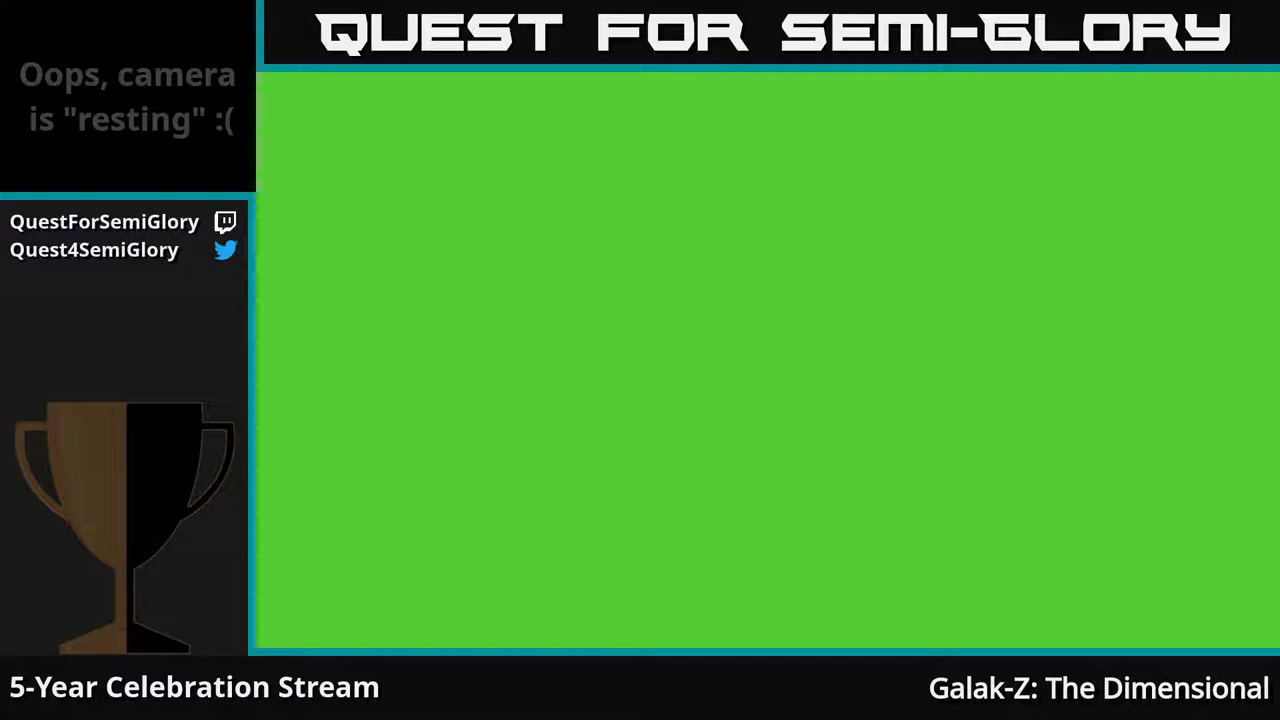 QUEST FOR SEMI-GLORY
Oops, camera
is "resting" :(
QuestForSemiGlory
Quest4SemiGlory
5-Year Celebration Stream
Galak-Z: The Dimensional